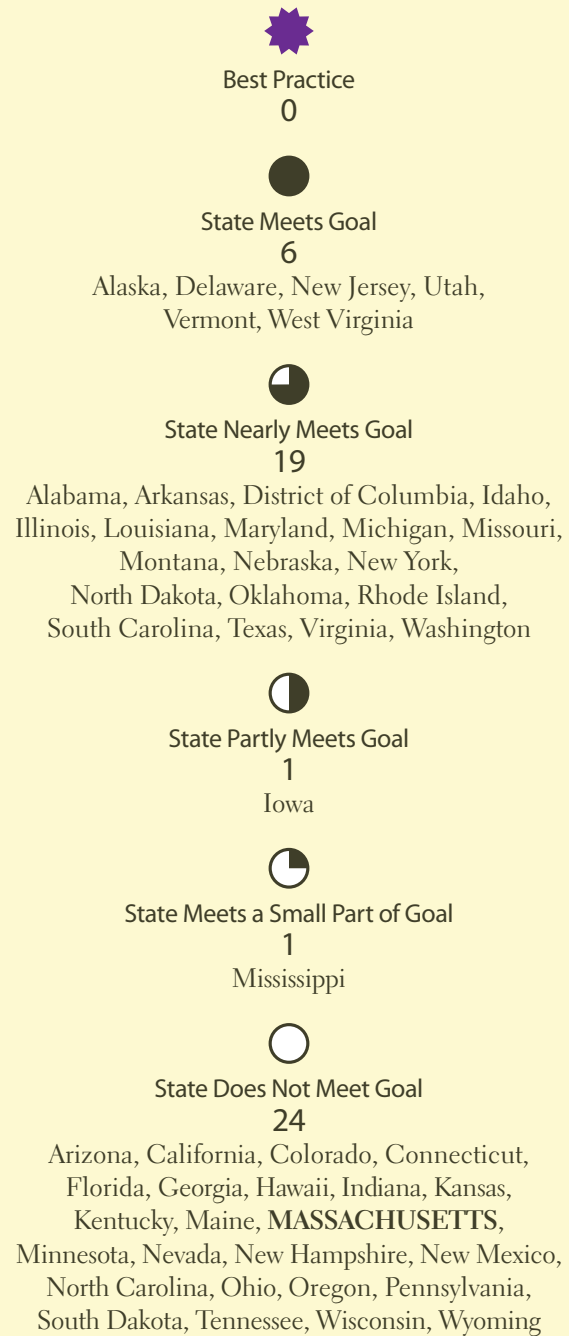 Best Practice
0
State Meets Goal
6
Alaska, Delaware, New Jersey, Utah,
Vermont, West Virginia
State Nearly Meets Goal
19
Alabama, Arkansas, District of Columbia, Idaho,
Illinois, Louisiana, Maryland, Michigan, Missouri,
Montana, Nebraska, New York,
North Dakota, Oklahoma, Rhode Island,
South Carolina, Texas, Virginia, Washington
State Partly Meets Goal
1
Iowa
State Meets a Small Part of Goal
1
Mississippi
State Does Not Meet Goal
24
Arizona, California, Colorado, Connecticut,
Florida, Georgia, Hawaii, Indiana, Kansas,
Kentucky, Maine, MASSACHUSETTS,
Minnesota, Nevada, New Hampshire, New Mexico,
North Carolina, Ohio, Oregon, Pennsylvania,
South Dakota, Tennessee, Wisconsin, Wyoming